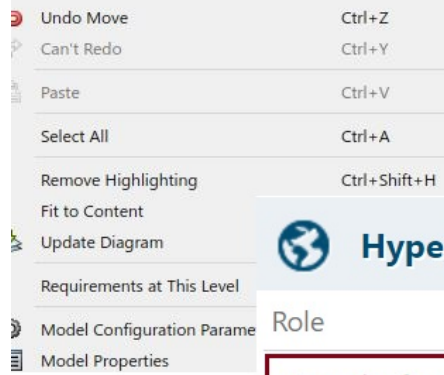 Undo Move Ctrl+Z
Can't Redo Ctrl+Y
Paste Ctrl+V
Select All Ctrl+A
Remove Highlighting Ctrl+Shift+H
Fit to Content
Update Diagram
Requirements at This Level
Model Configuration Parame
Model Properties
Hype
Role